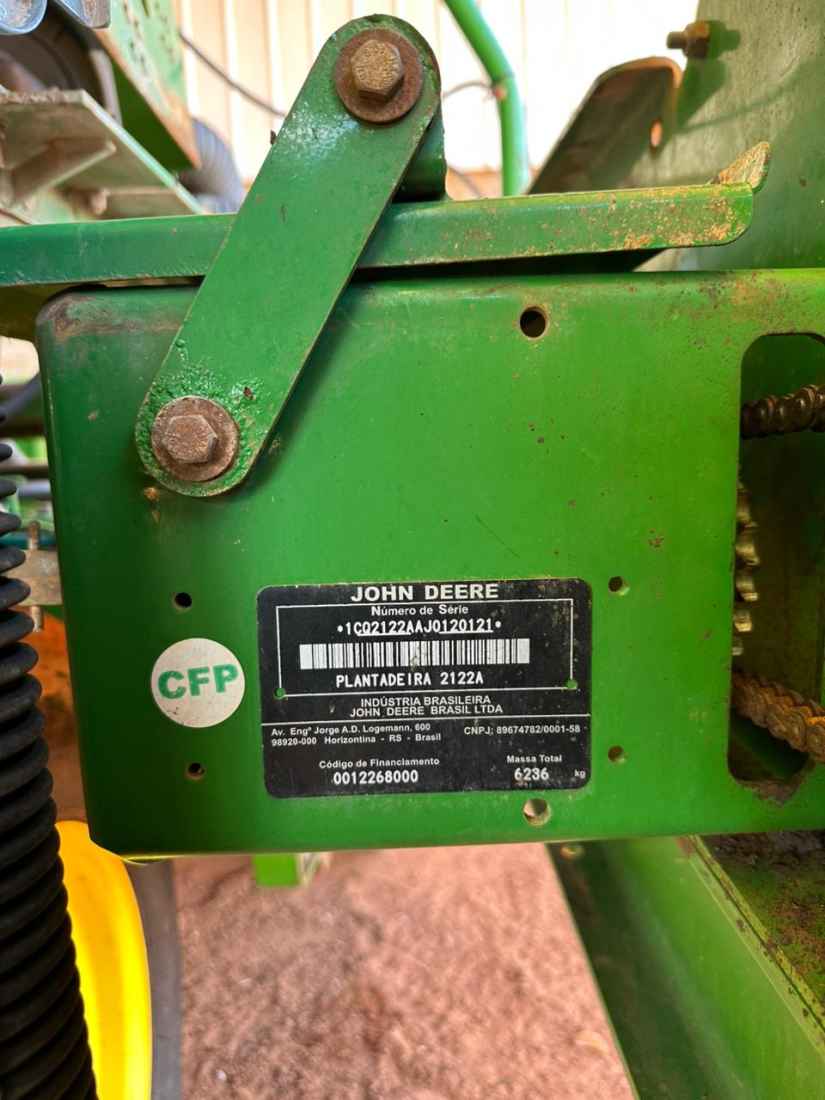 JOHN DEERE
Número de Série
*1CQ2122AAJ0120121*
PLANTADEIRA 2122A
INDÚSTRIA BRASILEIRA
JOHN DEERE BRASIL LTDA
Av. Engº Jorge A.D. Logemann, 600
98920-000 Horizontina - RS - Brasil
CNPJ: 89674782/0001-58
Código de Financiamento
0012268000
Massa Total
6236 kg
CFP